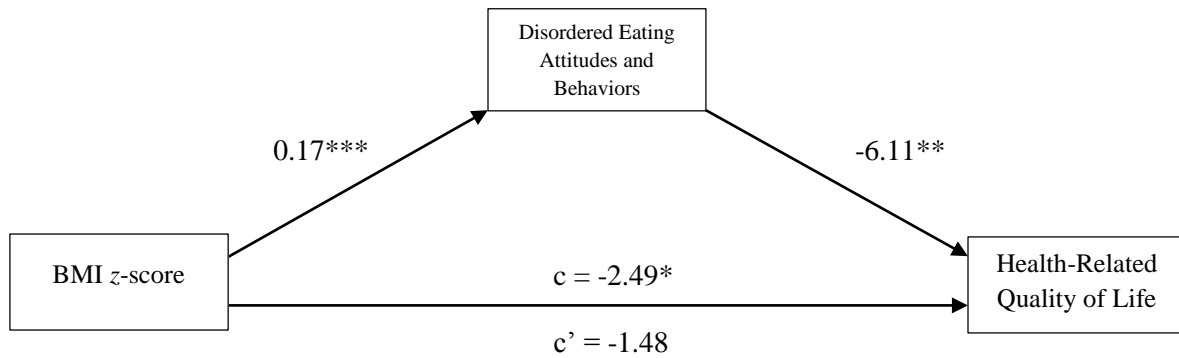 Disordered Eating
Attitudes and
Behaviors
0.17***
-6.11**
BMI z-score
c = -2.49*
c’ = -1.48
Health-Related
Quality of Life